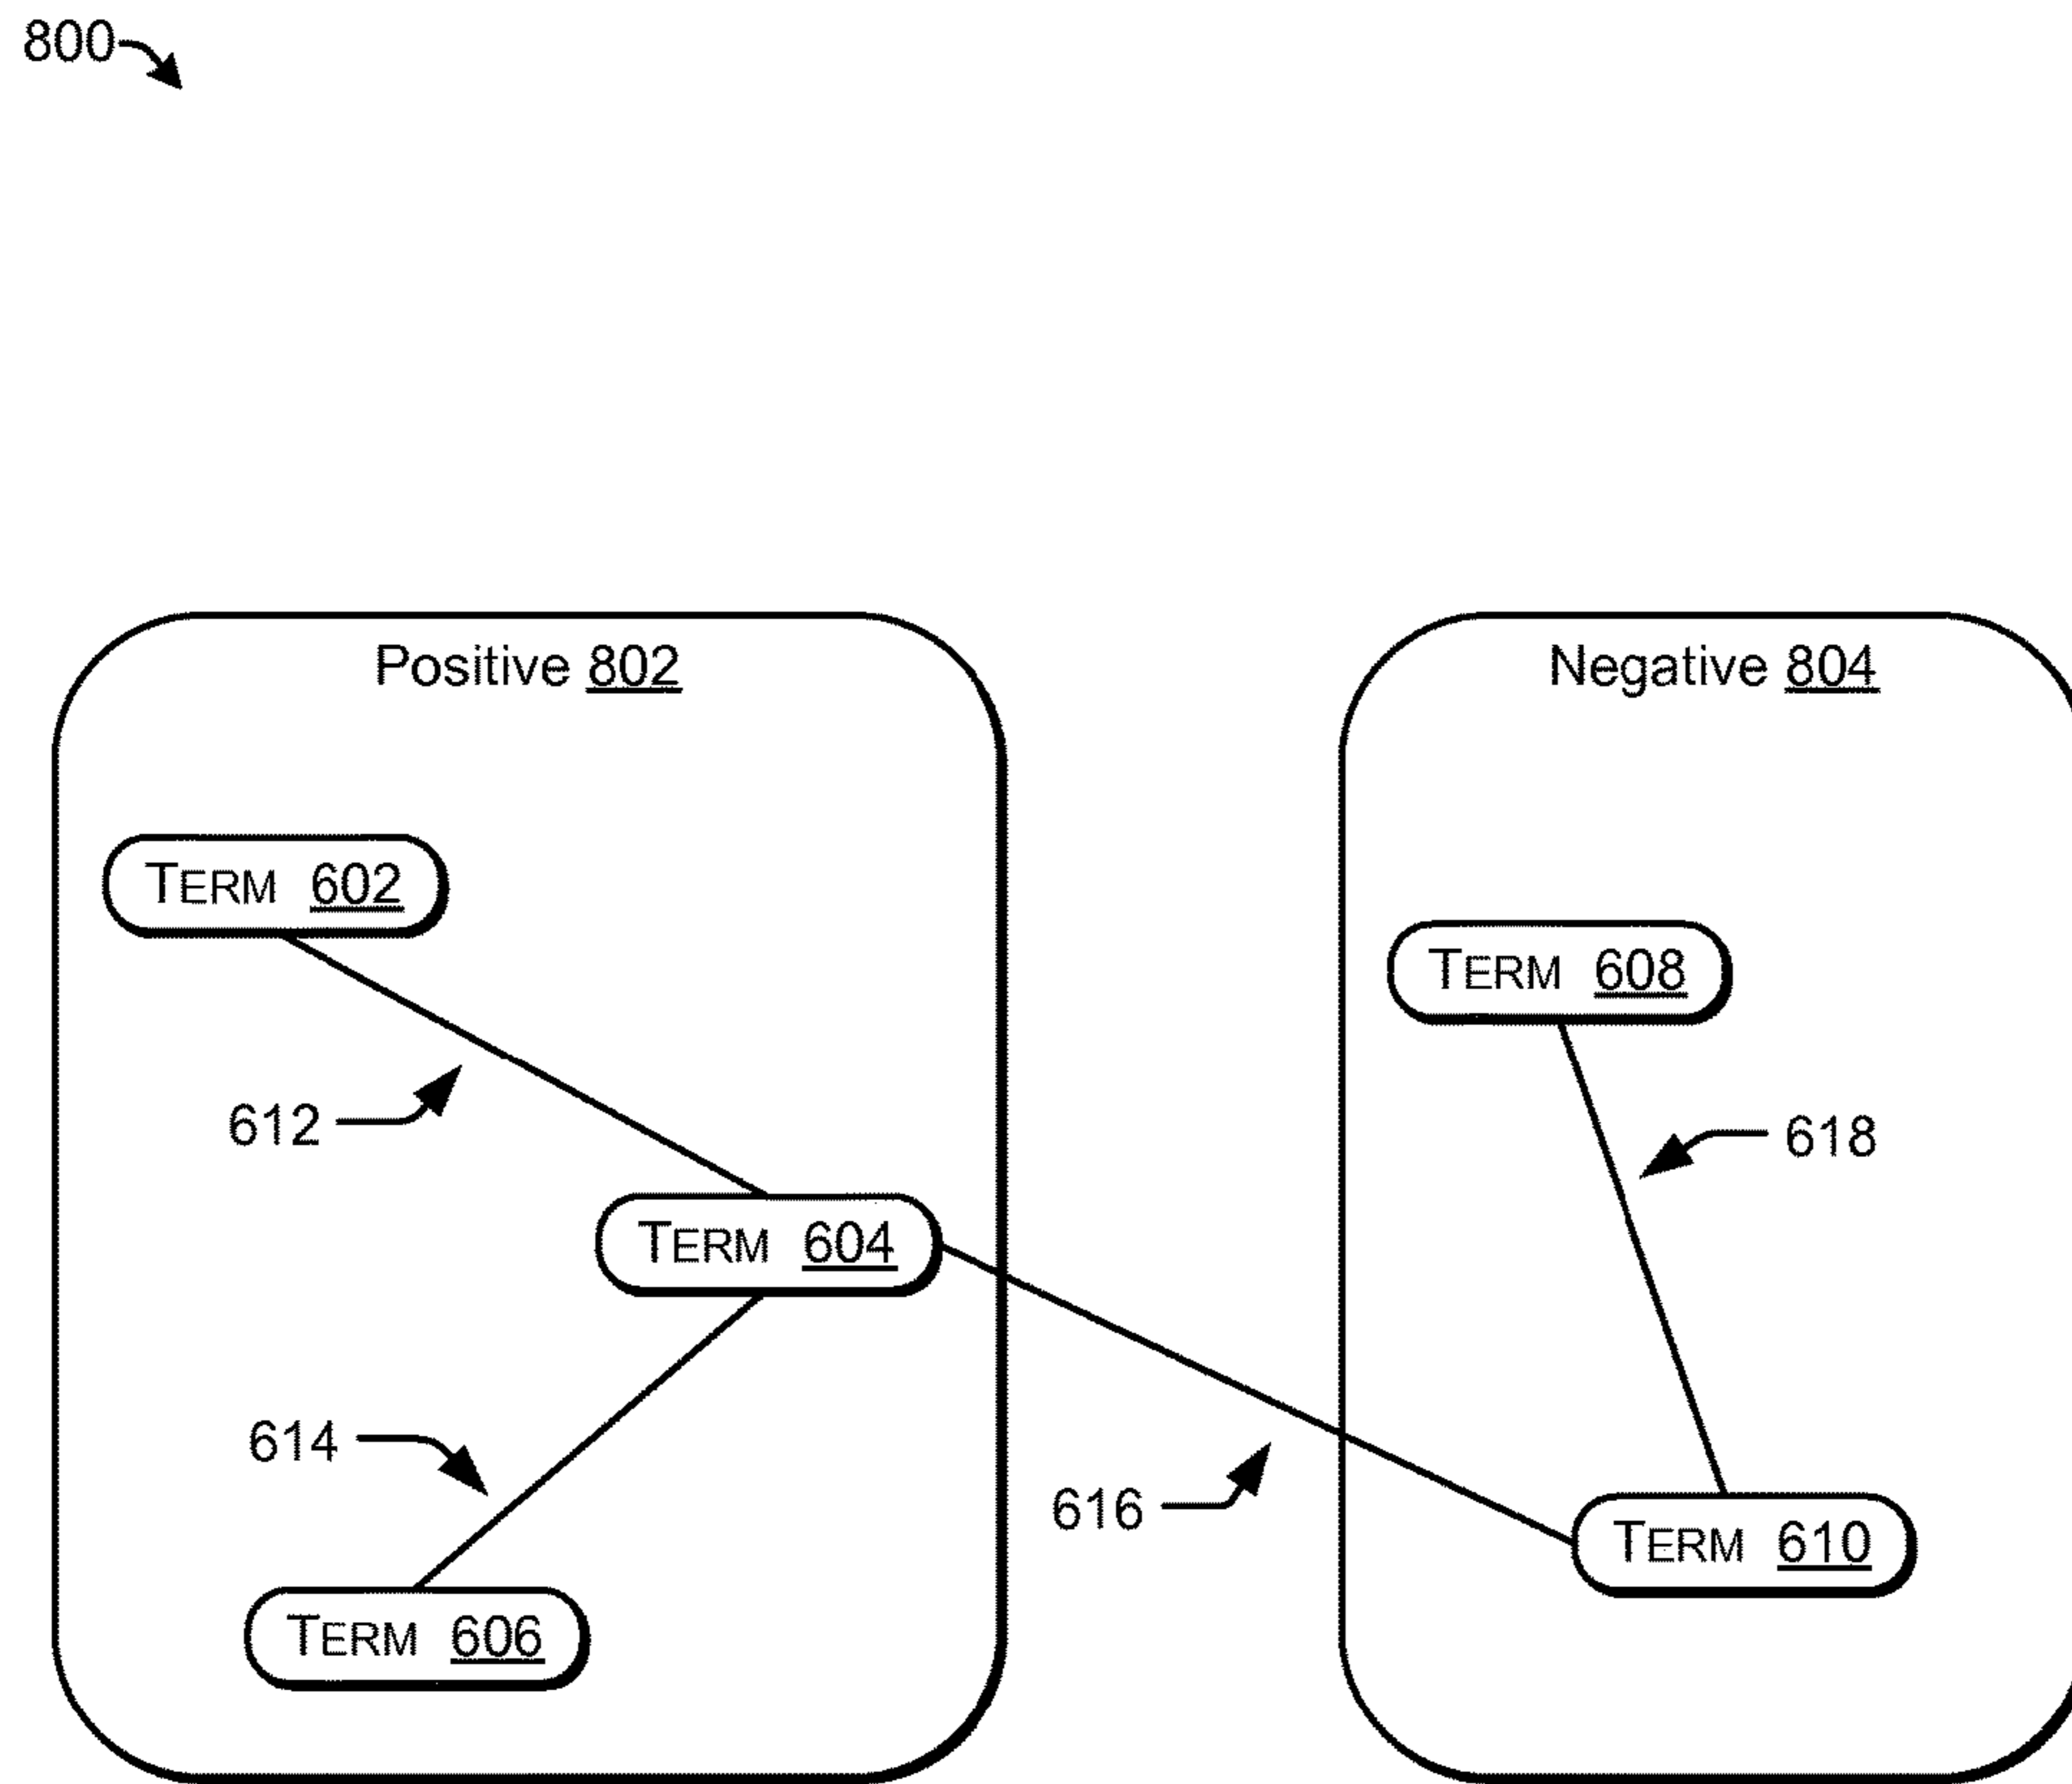 800
Positive 802
Negative 804
TERM 602
TERM 608
612
618
TERM 604
614
616
TERM 610
TERM 606